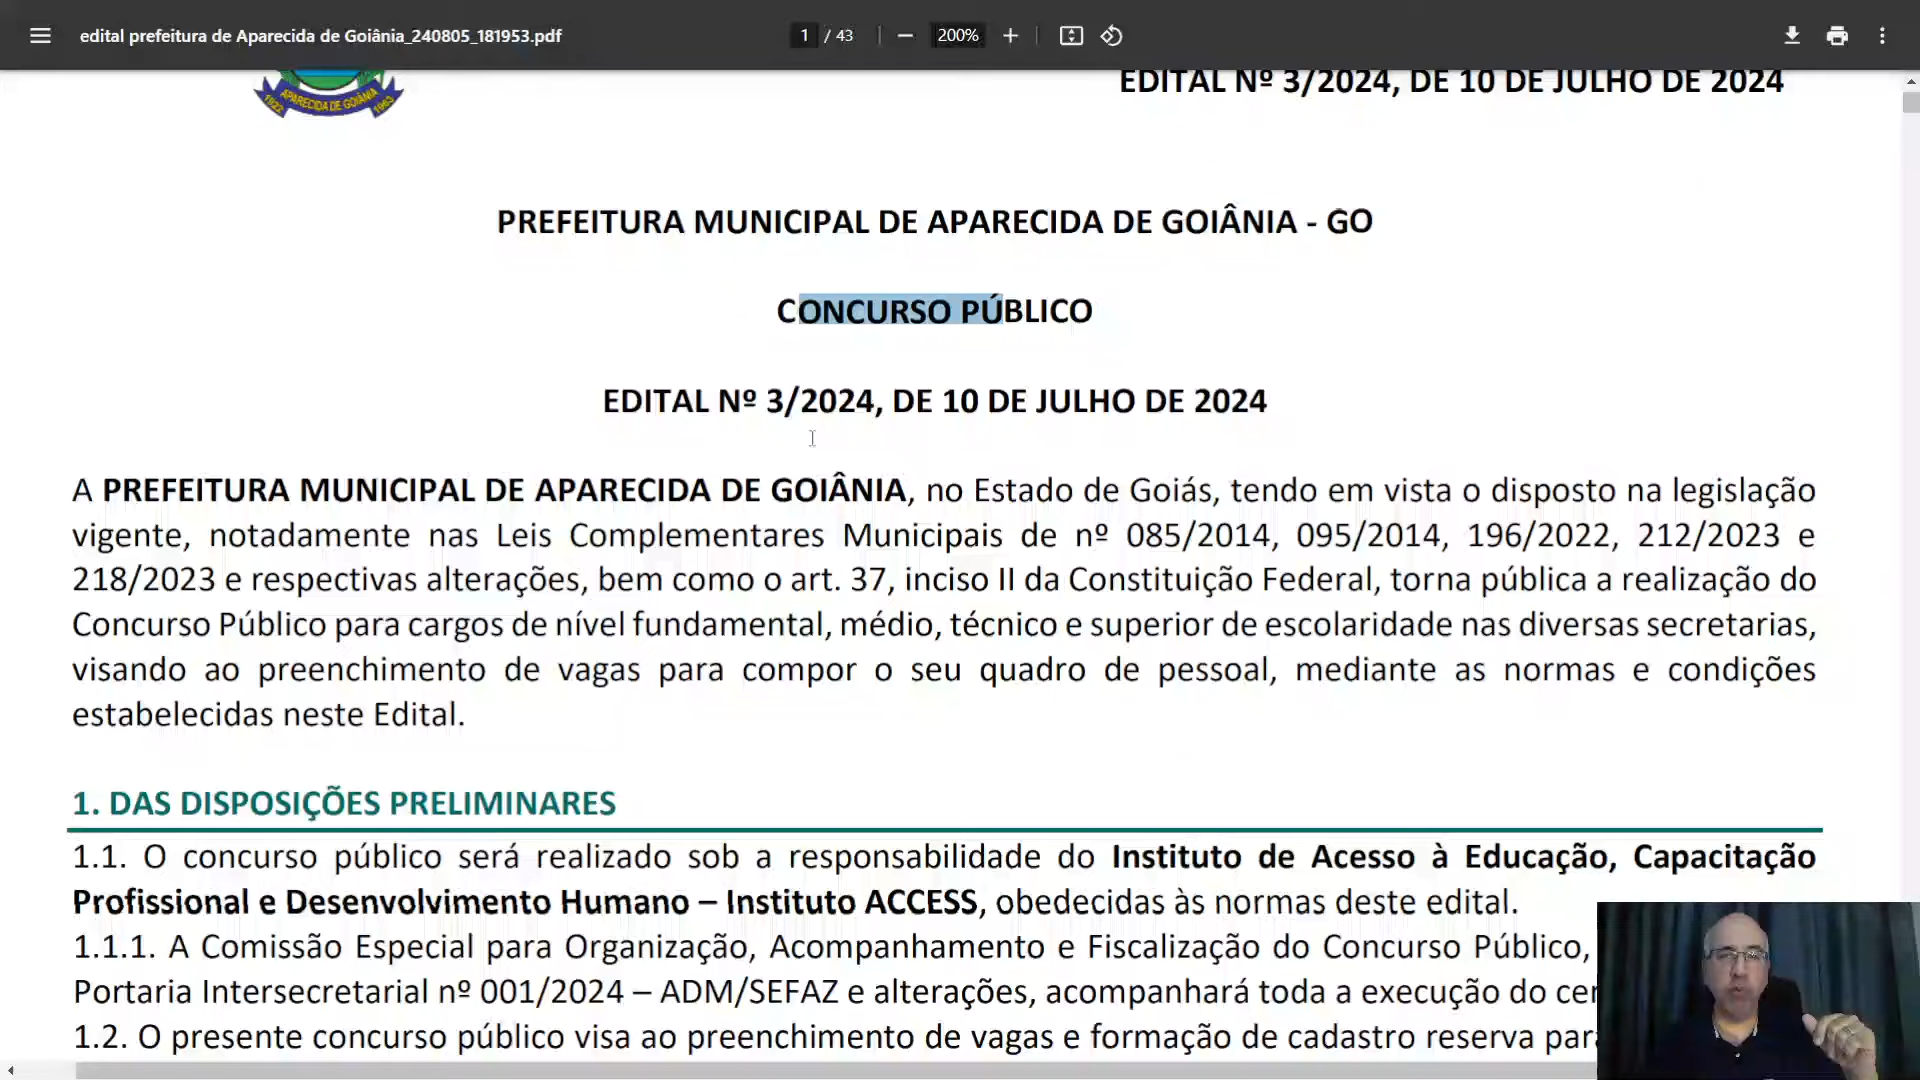 edital prefeitura de Aparecida de Goiânia_240805_181953.pdf
1 / 43
200%
EDITAL Nº 3/2024, DE 10 DE JULHO DE 2024
1922 APARECIDA DE GOIÂNIA 1963
PREFEITURA MUNICIPAL DE APARECIDA DE GOIÂNIA - GO
CONCURSO PÚBLICO
EDITAL Nº 3/2024, DE 10 DE JULHO DE 2024
A PREFEITURA MUNICIPAL DE APARECIDA DE GOIÂNIA, no Estado de Goiás, tendo em vista o disposto na legislação
vigente, notadamente nas Leis Complementares Municipais de nº 085/2014, 095/2014, 196/2022, 212/2023 e
218/2023 e respectivas alterações, bem como o art. 37, inciso II da Constituição Federal, torna pública a realização do
Concurso Público para cargos de nível fundamental, médio, técnico e superior de escolaridade nas diversas secretarias,
visando ao preenchimento de vagas para compor o seu quadro de pessoal, mediante as normas e condições
estabelecidas neste Edital.
1. DAS DISPOSIÇÕES PRELIMINARES
1.1. O concurso público será realizado sob a responsabilidade do Instituto de Acesso à Educação, Capacitação
Profissional e Desenvolvimento Humano – Instituto ACCESS, obedecidas às normas deste edital.
1.1.1. A Comissão Especial para Organização, Acompanhamento e Fiscalização do Concurso Público,
Portaria Intersecretarial nº 001/2024 – ADM/SEFAZ e alterações, acompanhará toda a execução do
1.2. O presente concurso público visa ao preenchimento de vagas e formação de cadastro reserva